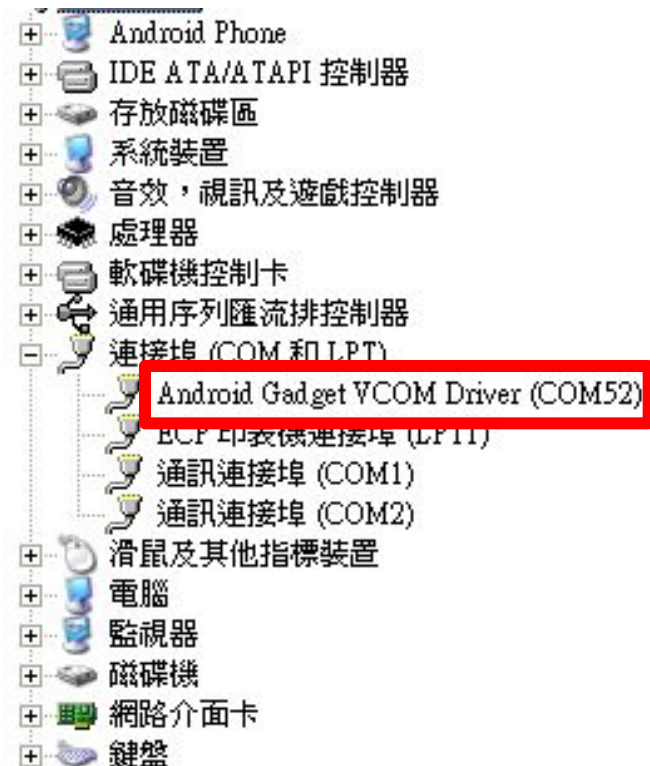 Android Phone
IDE ATA/ATAPI 控制器
存放磁碟區
系統裝置
音效，視訊及遊戲控制器
處理器
軟碟機控制卡
通用序列匯流排控制器
連接埠 (COM 和 LPT)
Android Gadget VCOM Driver (COM52)
ECP 印表機連接埠 (LPT1)
通訊連接埠 (COM1)
通訊連接埠 (COM2)
滑鼠及其他指標裝置
電腦
監視器
磁碟機
網路介面卡
鍵盤